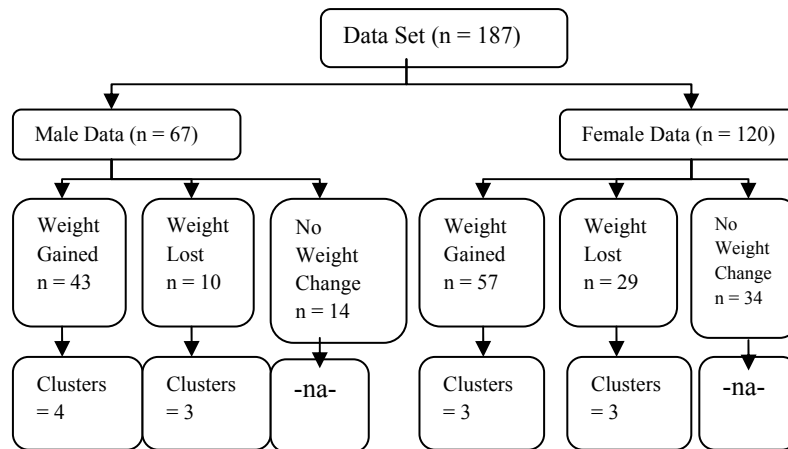 Data Set (n = 187)
Male Data (n = 67)
Female Data (n = 120)
Weight
Gained
n = 43
Weight
Lost
n = 10
No
Weight
Change
n = 14
Weight
Gained
n = 57
Weight
Lost
n = 29
No
Weight
Change
n = 34
Clusters
= 4
Clusters
= 3
-na-
Clusters
= 3
Clusters
= 3
-na-